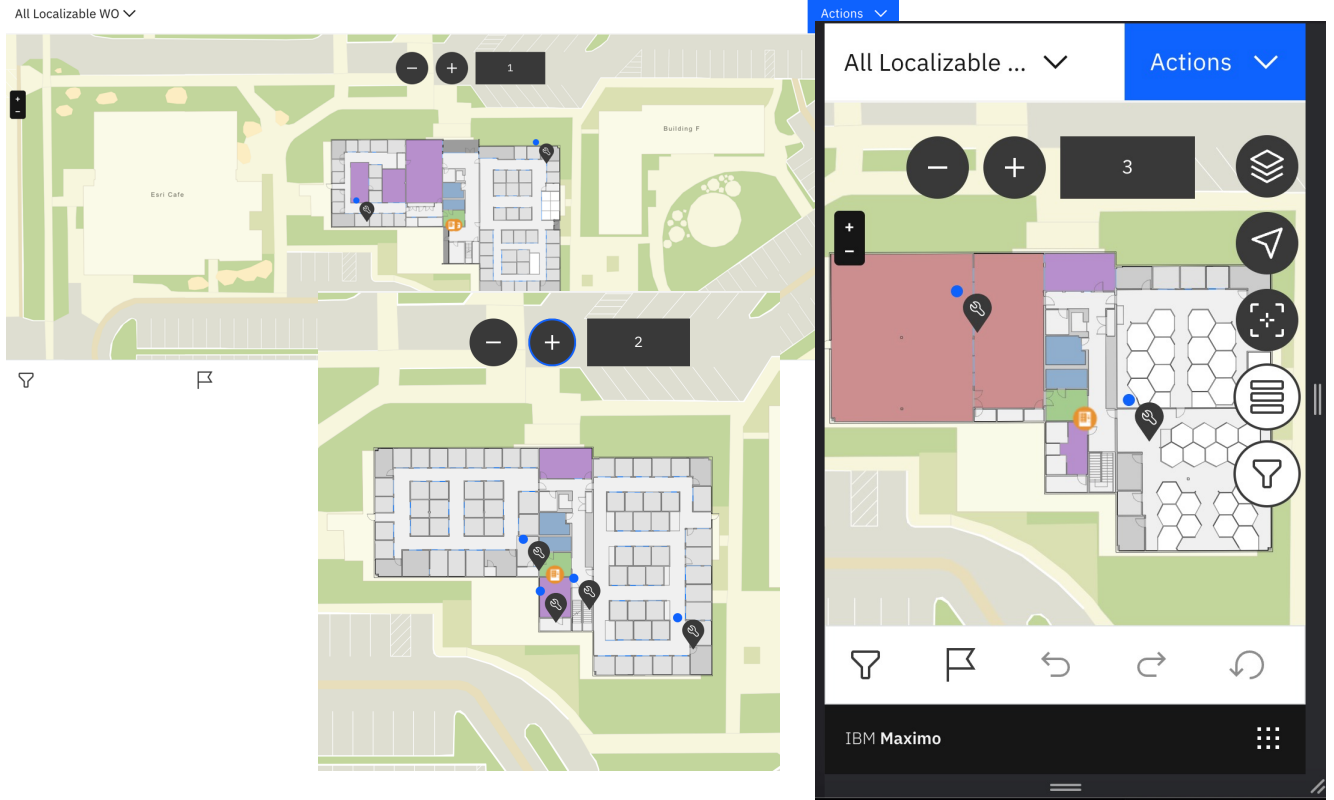 All Localizable WO
Actions
− + 1
+
−
Esri Cafe
Building F
− + 2
All Localizable ...
Actions
− + 3
+
−
IBM Maximo